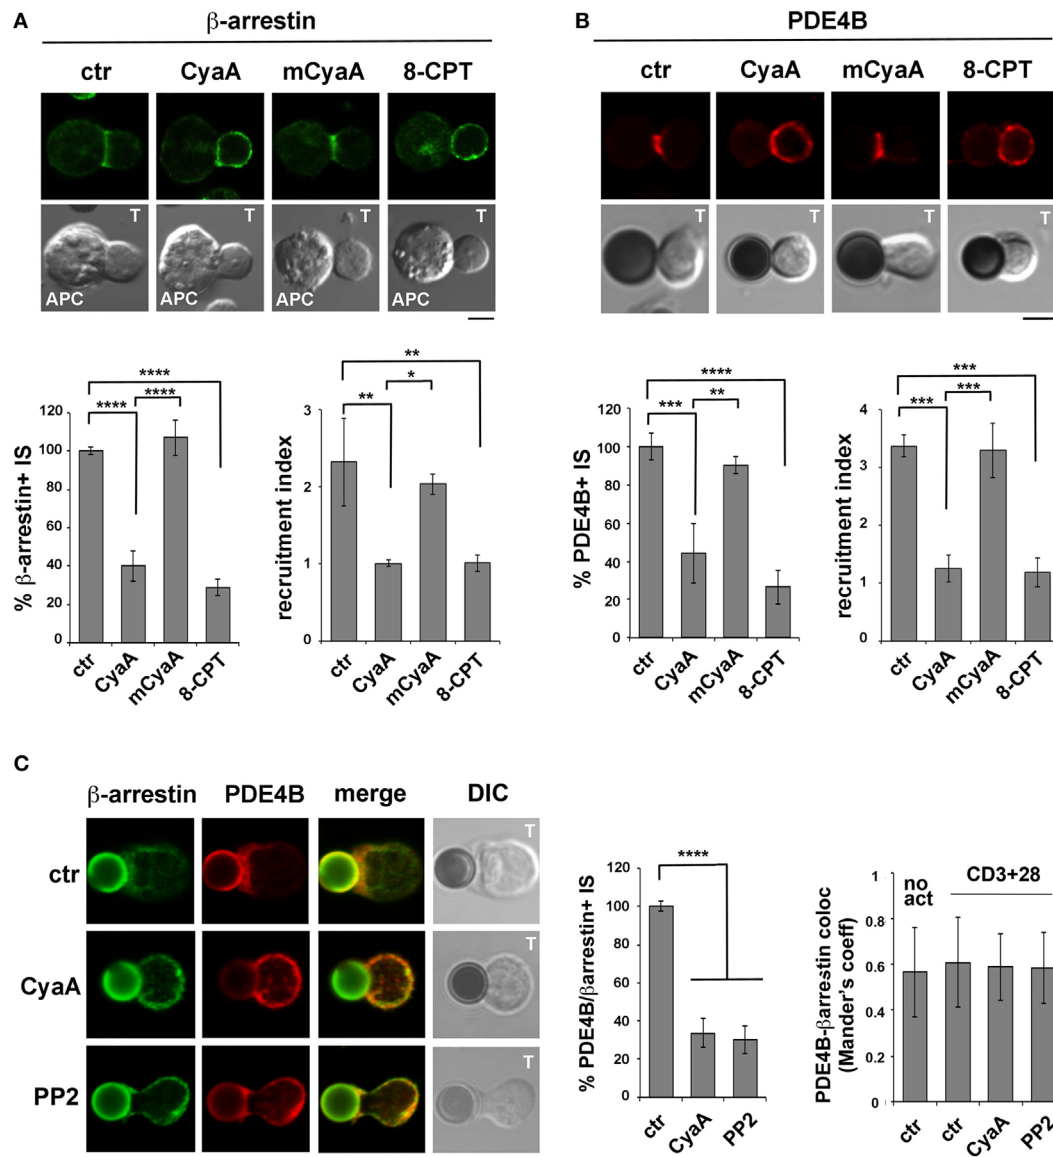 A
β-arrestin
ctr CyaA mCyaA 8-CPT
T T T T
APC APC APC APC
% β-arrestin+ IS
120
100
80
60
40
20
0
**** **** ****
ctr CyaA mCyaA 8-CPT
recruitment index
3
2
1
0
** ** *
ctr CyaA mCyaA 8-CPT
B
PDE4B
ctr CyaA mCyaA 8-CPT
T T T T
% PDE4B+ IS
120
100
80
60
40
20
0
**** *** **
ctr CyaA mCyaA 8-CPT
recruitment index
4
3
2
1
0
*** *** ***
ctr CyaA mCyaA 8-CPT
C
β-arrestin PDE4B merge DIC
ctr T
CyaA T
PP2 T
% PDE4B/βarrestin+ IS
120
100
80
60
40
20
0
****
ctr CyaA PP2
PDE4B-βarrestin coloc
(Mander's coeff)
1
0.8
0.6
0.4
0.2
0
no
act
CD3+28
ctr ctr CyaA PP2